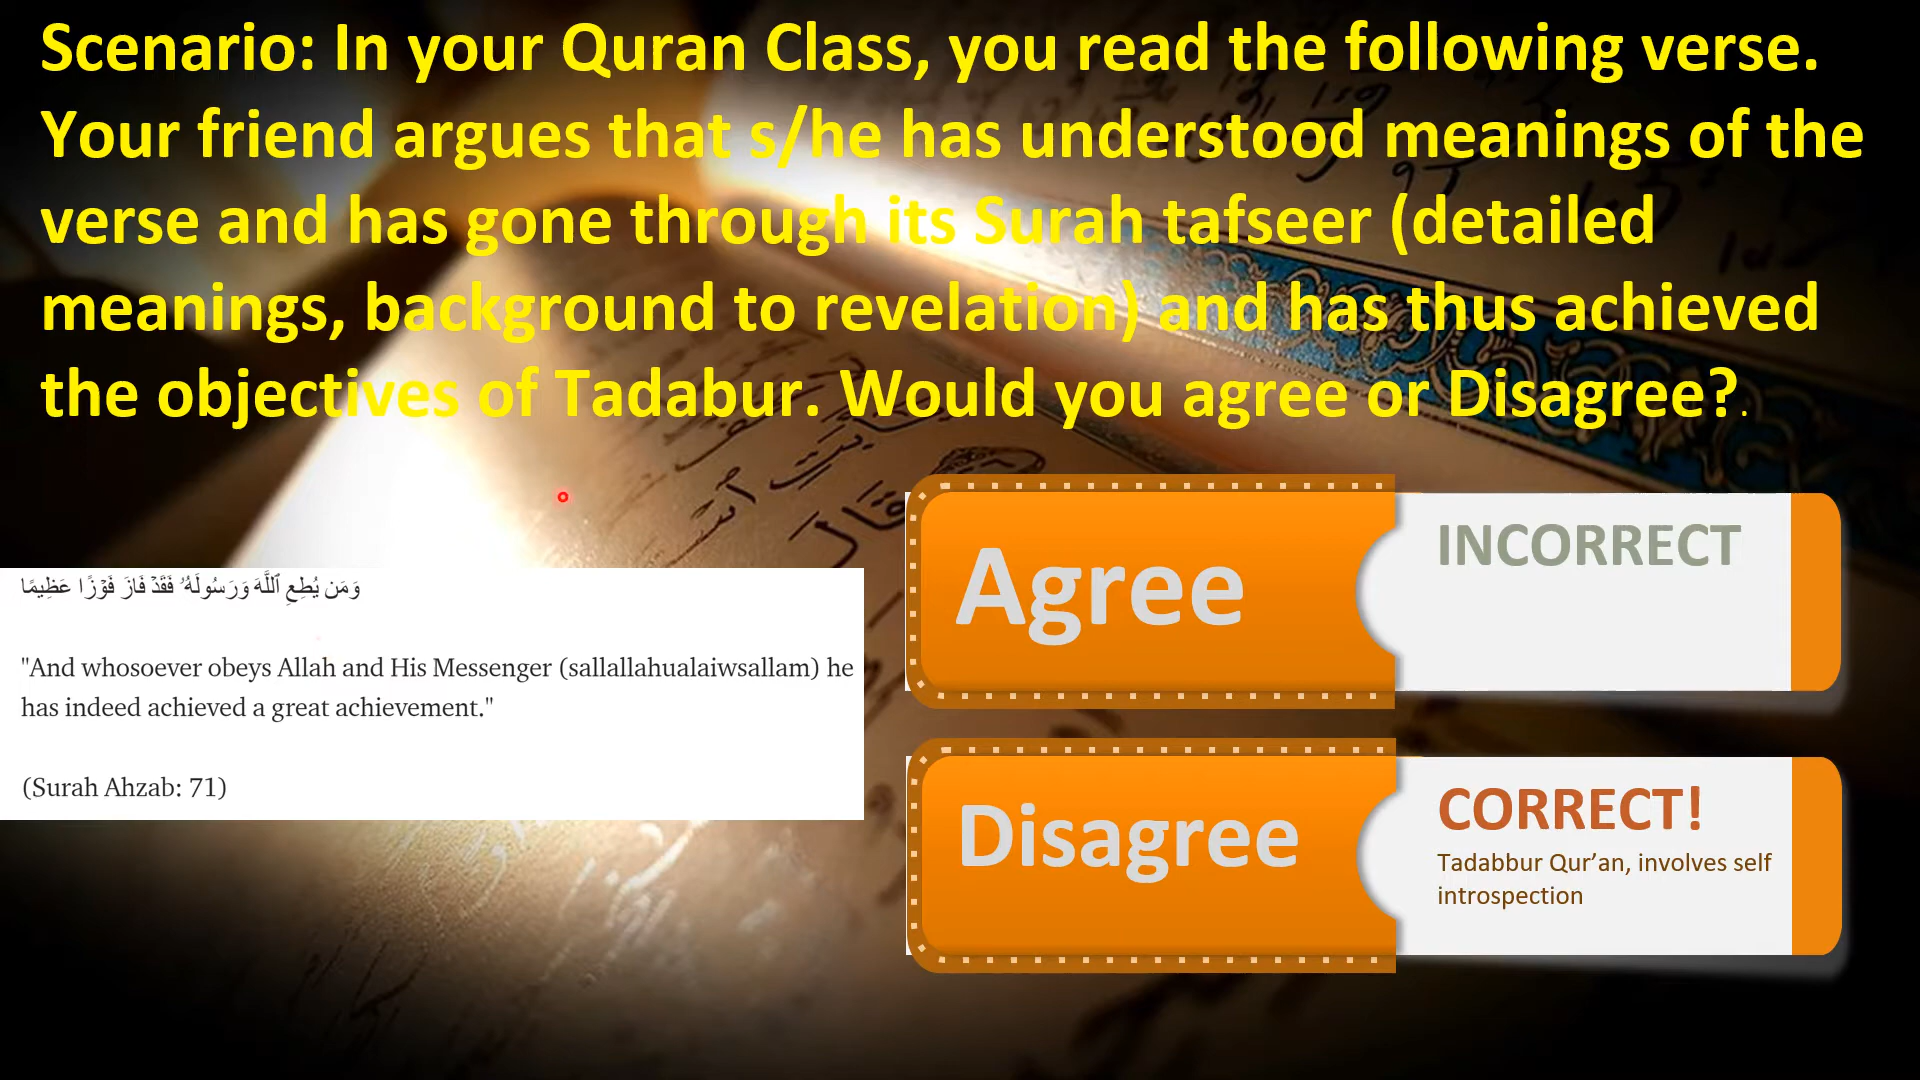 Scenario: In your Quran Class, you read the following verse.
Your friend argues that s/he has understood meanings of the
verse and has gone through its Surah tafseer (detailed
meanings, background to revelation) and has thus achieved
the objectives of Tadabur. Would you agree or Disagree?.
وَمَن يُطِعِ ٱللَّهَ وَرَسُولَهُۥ فَقَدْ فَازَ فَوْزًا عَظِيمًا
"And whosoever obeys Allah and His Messenger (sallallahualaiwsallam) he
has indeed achieved a great achievement."
(Surah Ahzab: 71)
Agree
INCORRECT
Disagree
CORRECT!
Tadabbur Qur’an, involves self
introspection